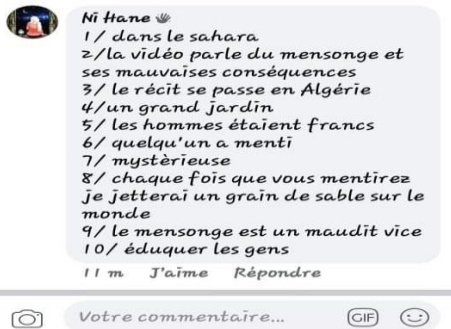 Ni Hane
1/ dans le sahara
2/la vidéo parle du mensonge et
ses mauvaises conséquences
3/ le récit se passe en Algérie
4/un grand jardin
5/ les hommes étaient francs
6/ quelqu'un a menti
7/ mystèrieuse
8/ chaque fois que vous mentirez
je jetterai un grain de sable sur le
monde
9/ le mensonge est un maudit vice
10/ éduquer les gens
11 m J'aime Répondre
Votre commentaire... GIF